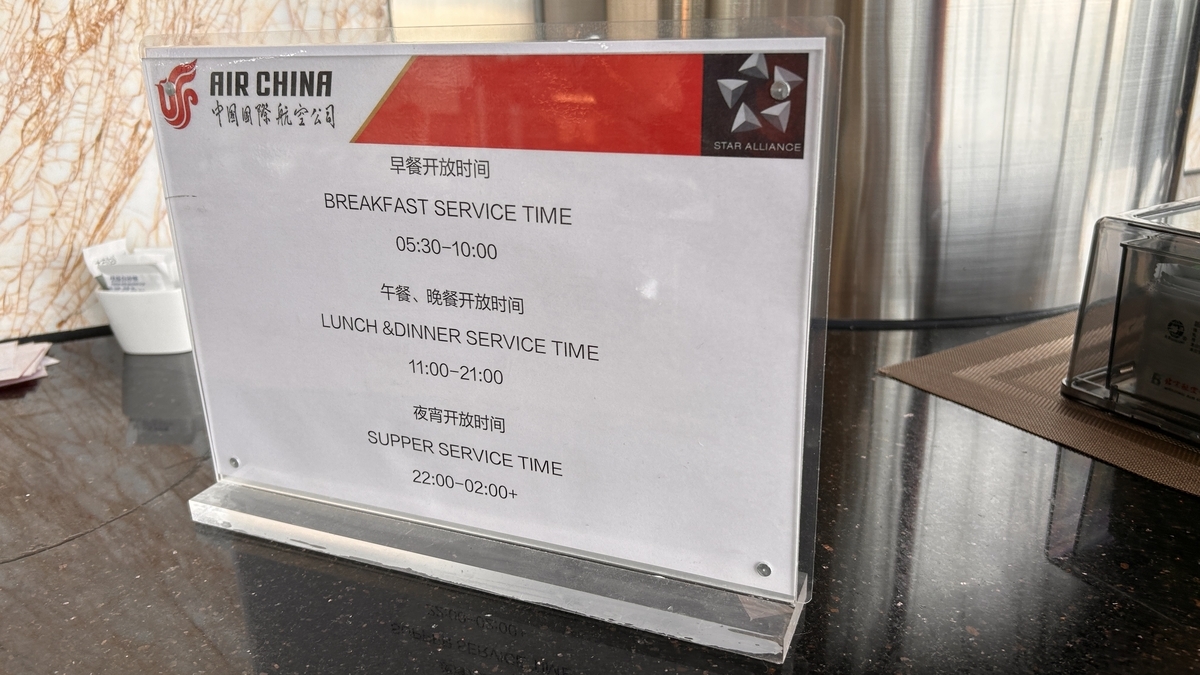 AIR CHINA
中国国际航空公司
STAR ALLIANCE
早餐开放时间
BREAKFAST SERVICE TIME
05:30-10:00
午餐、晚餐开放时间
LUNCH &DINNER SERVICE TIME
11:00-21:00
夜宵开放时间
SUPPER SERVICE TIME
22:00-02:00+